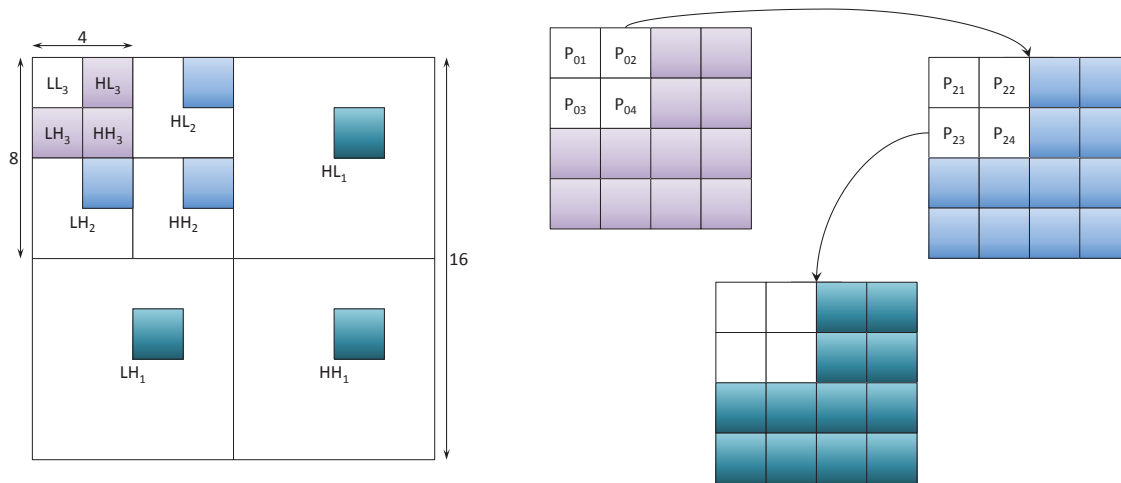 4
LL₃ HL₃
HL₂
LH₃ HH₃
8
HL₁
LH₂ HH₂
16
LH₁ HH₁
P₀₁ P₀₂
P₀₃ P₀₄
P₂₁ P₂₂
P₂₃ P₂₄